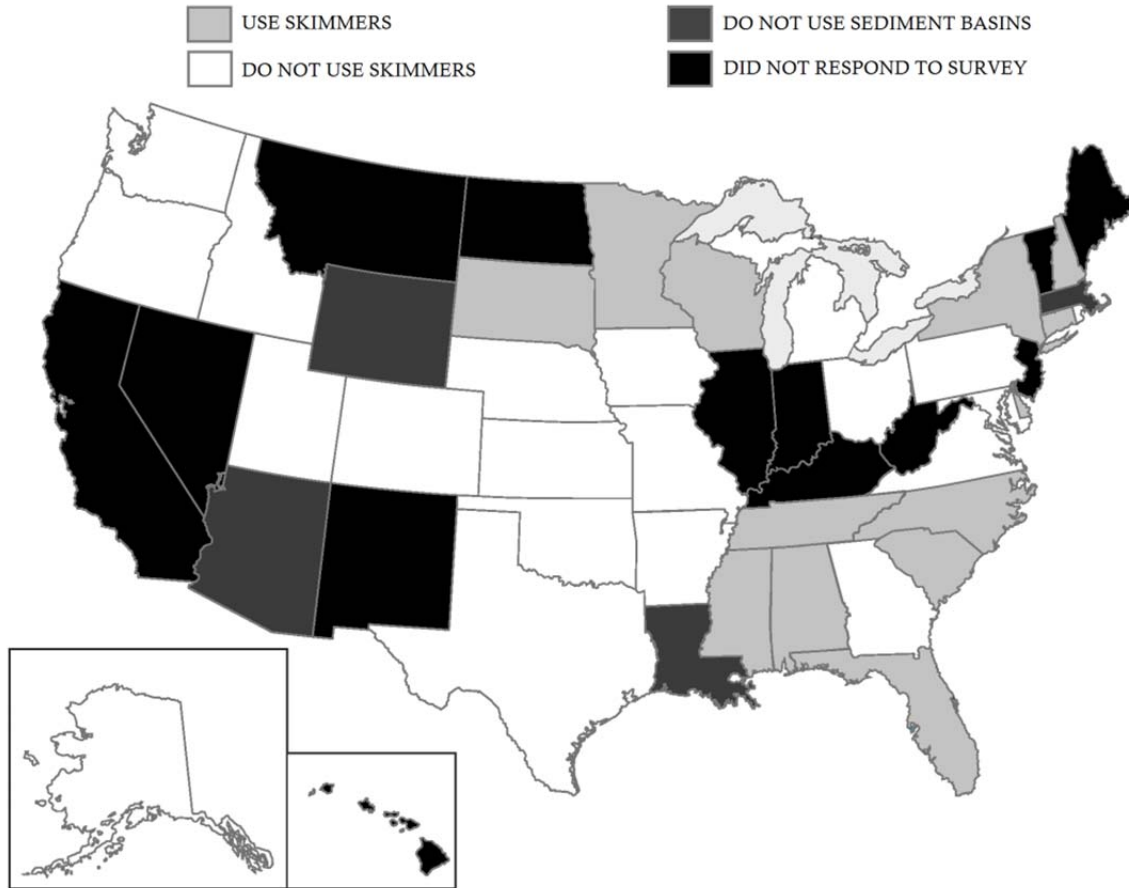 USE SKIMMERS
DO NOT USE SEDIMENT BASINS
DO NOT USE SKIMMERS
DID NOT RESPOND TO SURVEY